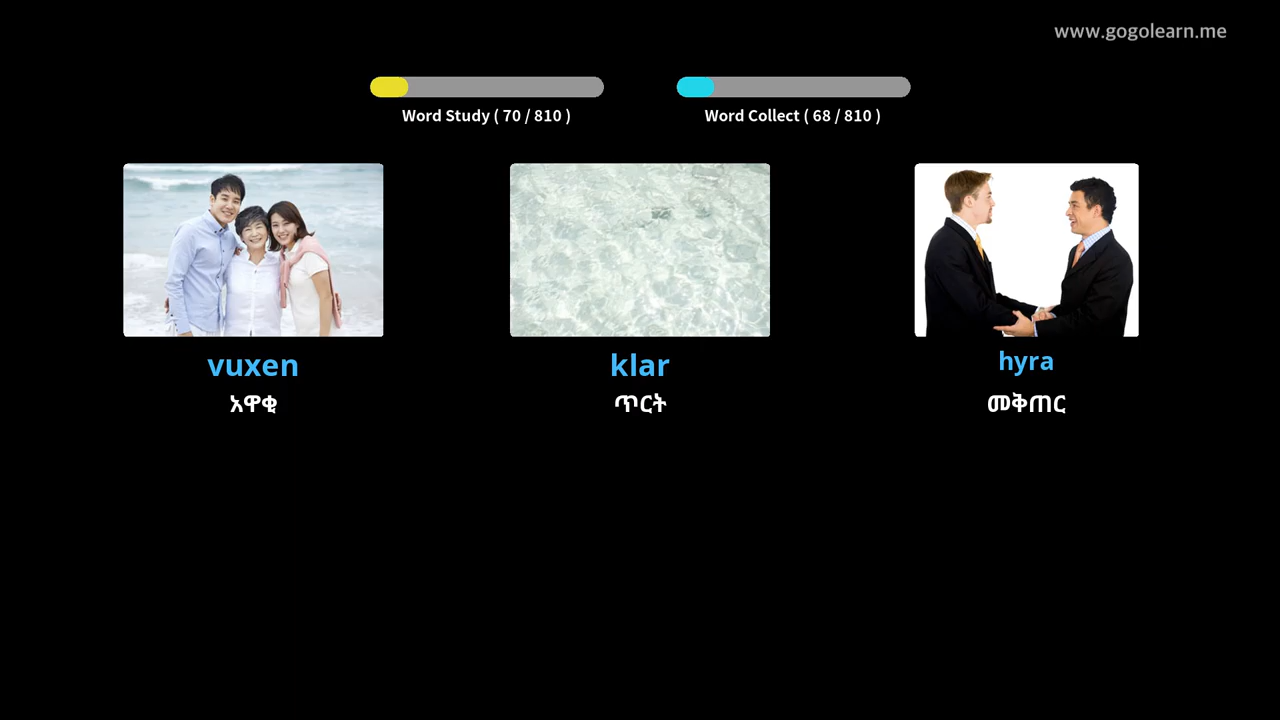 www.gogolearn.me
Word Study ( 70 / 810 )
Word Collect ( 68 / 810 )
vuxen
klar
hyra
አዋቂ
ጥርት
መቅጠር